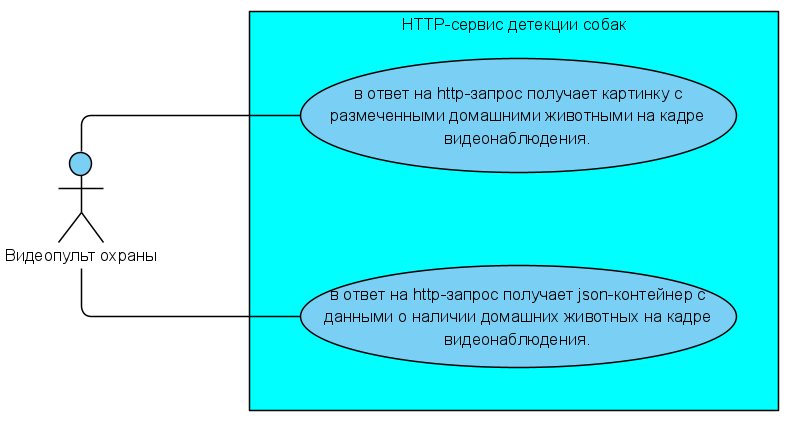 HTTP-сервис детекции собак
в ответ на http-запрос получает картинку с
размеченными домашними животными на кадре
видеонаблюдения.
Видеопульт охраны
в ответ на http-запрос получает json-контейнер с
данными о наличии домашних животных на кадре
видеонаблюдения.